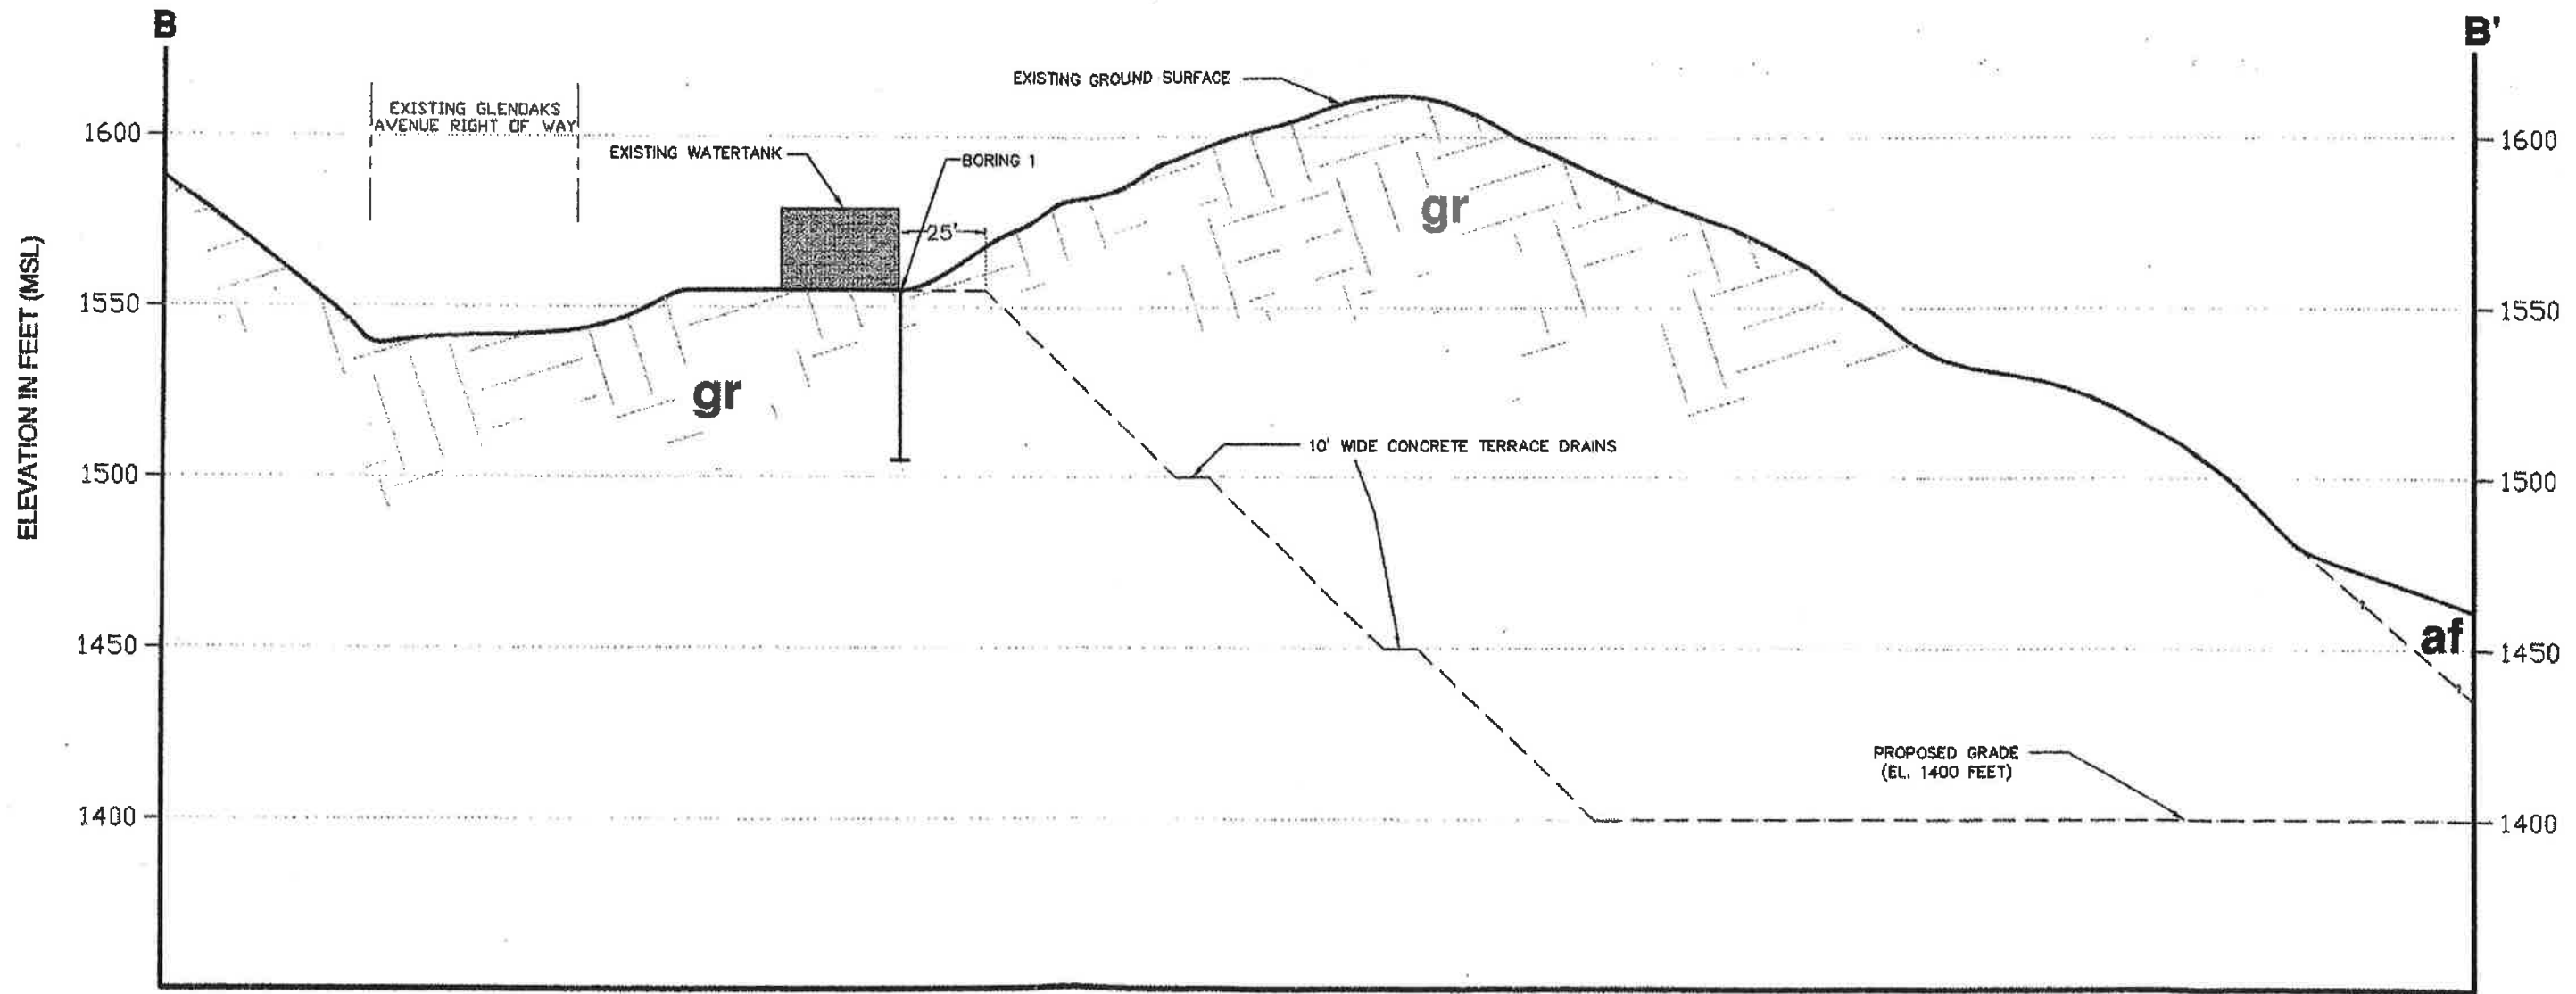 B
B'
EXISTING GROUND SURFACE
EXISTING GLENOAKS
AVENUE RIGHT OF WAY
1600
1600
EXISTING WATERTANK
BORING 1
gr
25'
ELEVATION IN FEET (MSL)
1550
1550
gr
10' WIDE CONCRETE TERRACE DRAINS
1500
1500
?
1450
af
1450
?
PROPOSED GRADE
(EL. 1400 FEET)
1400
1400